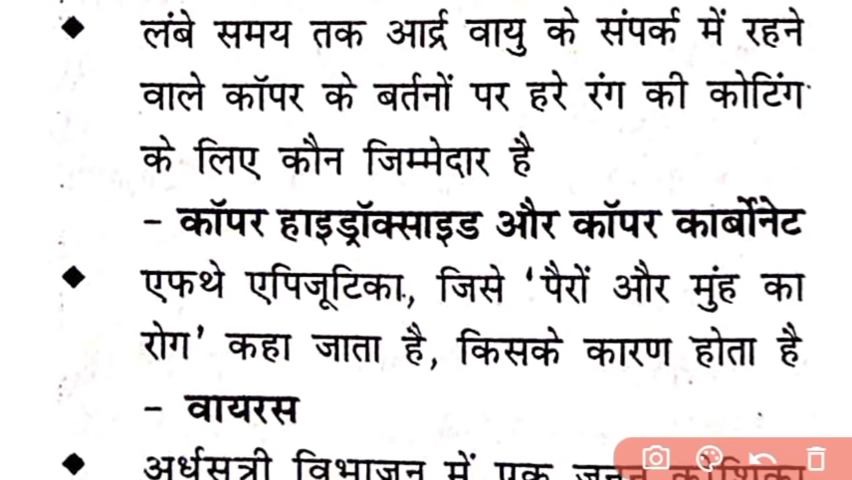 ◆ लंबे समय तक आर्द्र वायु के संपर्क में रहने
वाले कॉपर के बर्तनों पर हरे रंग की कोटिंग
के लिए कौन जिम्मेदार है
– कॉपर हाइड्रॉक्साइड और कॉपर कार्बोनेट
◆ एफथे एपिजूटिका, जिसे ‘पैरों और मुंह का
रोग’ कहा जाता है, किसके कारण होता है
– वायरस
◆ अर्धसूत्री विभाजन में एक जनन कोशिका